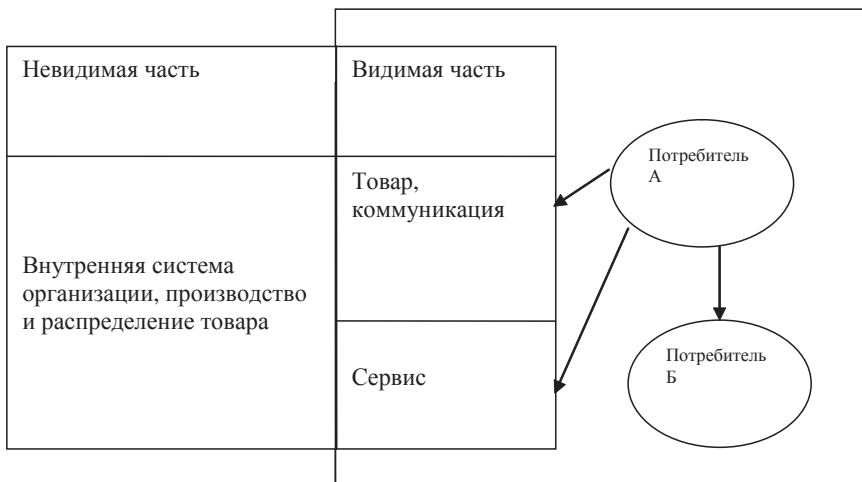 Невидимая часть
Видимая часть
Товар,
коммуникация
Внутренняя система
организации, производство
и распределение товара
Сервис
Потребитель
А
Потребитель
Б